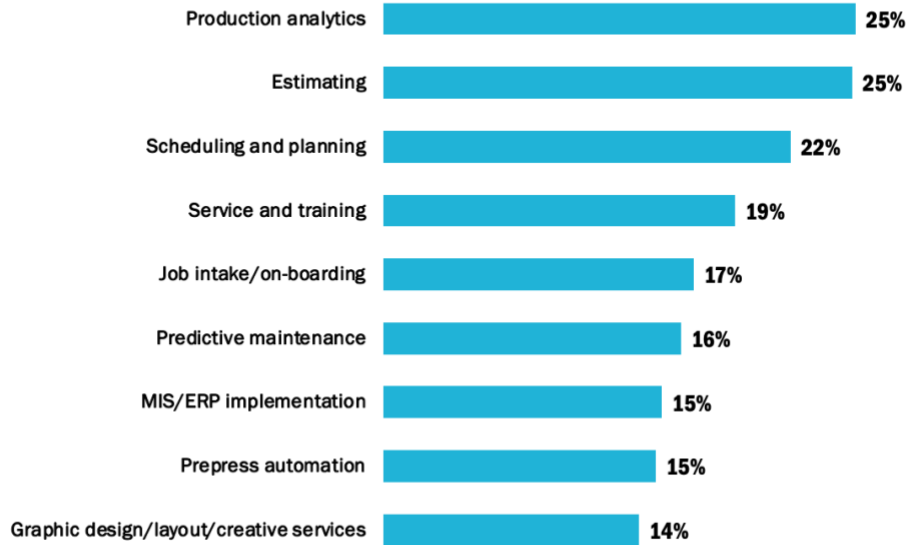 Production analytics 25%
Estimating 25%
Scheduling and planning 22%
Service and training 19%
Job intake/on-boarding 17%
Predictive maintenance 16%
MIS/ERP implementation 15%
Prepress automation 15%
Graphic design/layout/creative services 14%